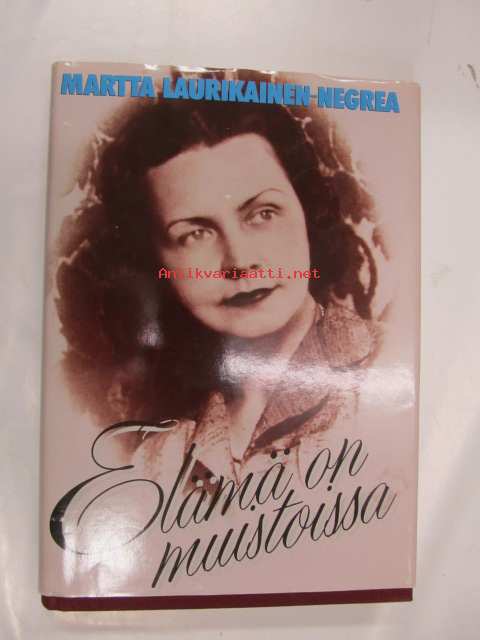 MARTTA LAURIKAINEN-NEGREA
Antikvariaatti.net
Elämä on
muistoissa